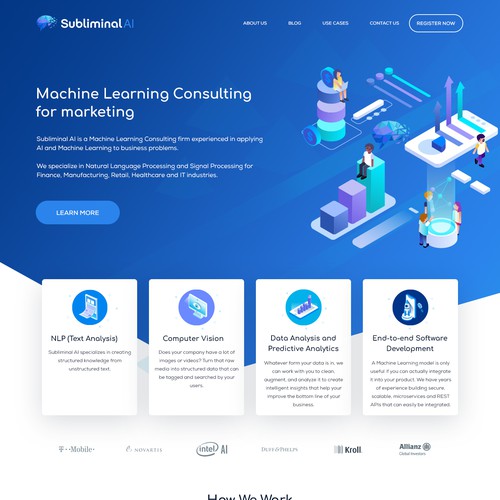 Subliminal AI
ABOUT US BLOG USE CASES CONTACT US REGISTER NOW
Machine Learning Consulting
for marketing
Subliminal AI is a Machine Learning Consulting firm experienced in applying
AI and Machine Learning to business problems.
We specialize in Natural Language Processing and Signal Processing for
Finance, Manufacturing, Retail, Healthcare and IT industries.
LEARN MORE
NLP (Text Analysis)
Subliminal AI specializes in creating
structured knowledge from
unstructured text.
Computer Vision
Does your company have a lot of
images or videos? Turn that raw
media into structured data that can
be tagged and searched by your
users.
Data Analysis and
Predictive Analytics
Whatever form your data is in, we
can work with you to clean,
augment, and analyze it to create
intelligent insights that help your
improve the bottom line of your
business.
End-to-end Software
Development
A Machine Learning model is only
useful if you can actually integrate
it into your product. We have years
of experience building secure,
scalable, microservices and REST
APIs that can easily be integrated.
T··Mobile·
NOVARTIS
intel AI
DUFF & PHELPS
Kroll
Allianz
Global Investors
How We Work